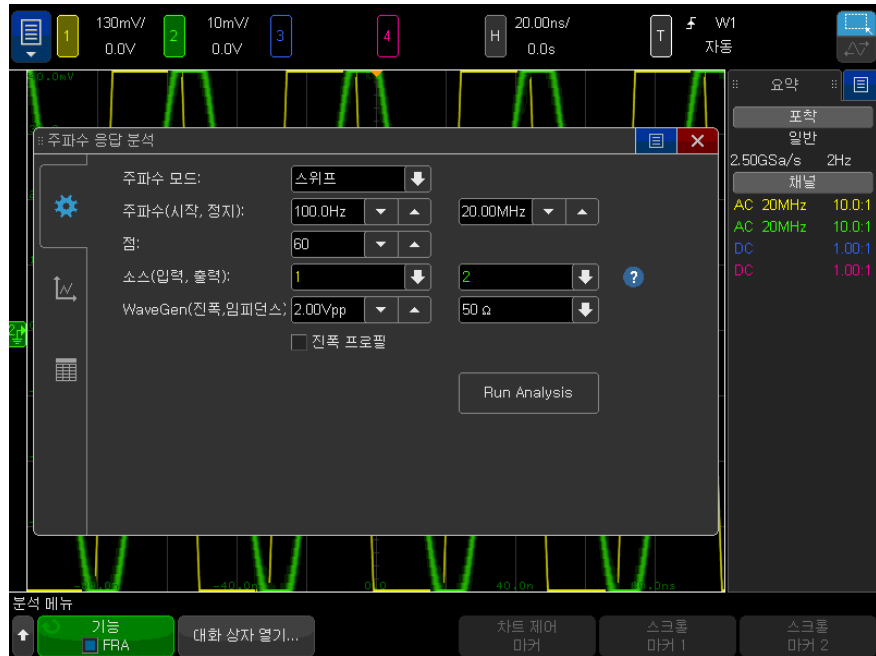 1 130mV/ 2 10mV/ 3 4 H 20.00ns/ T W1
0.0V 0.0V 0.0s 자동
요약
포착
일반
2.50GSa/s 2Hz
채널
AC 20MHz 10.0:1
AC 20MHz 10.0:1
DC 1.00:1
DC 1.00:1
주파수 응답 분석
주파수 모드: 스위프
주파수(시작, 정지): 100.0Hz 20.00MHz
점: 60
소스(입력, 출력): 1 2 ?
WaveGen(진폭,임피던스) 2.00Vpp 50 Ω
진폭 프로필
Run Analysis
-40.0n 0.0 40.0n
분석 메뉴
기능
FRA
대화 상자 열기...
차트 제어
마커
스크롤
마커 1
스크롤
마커 2